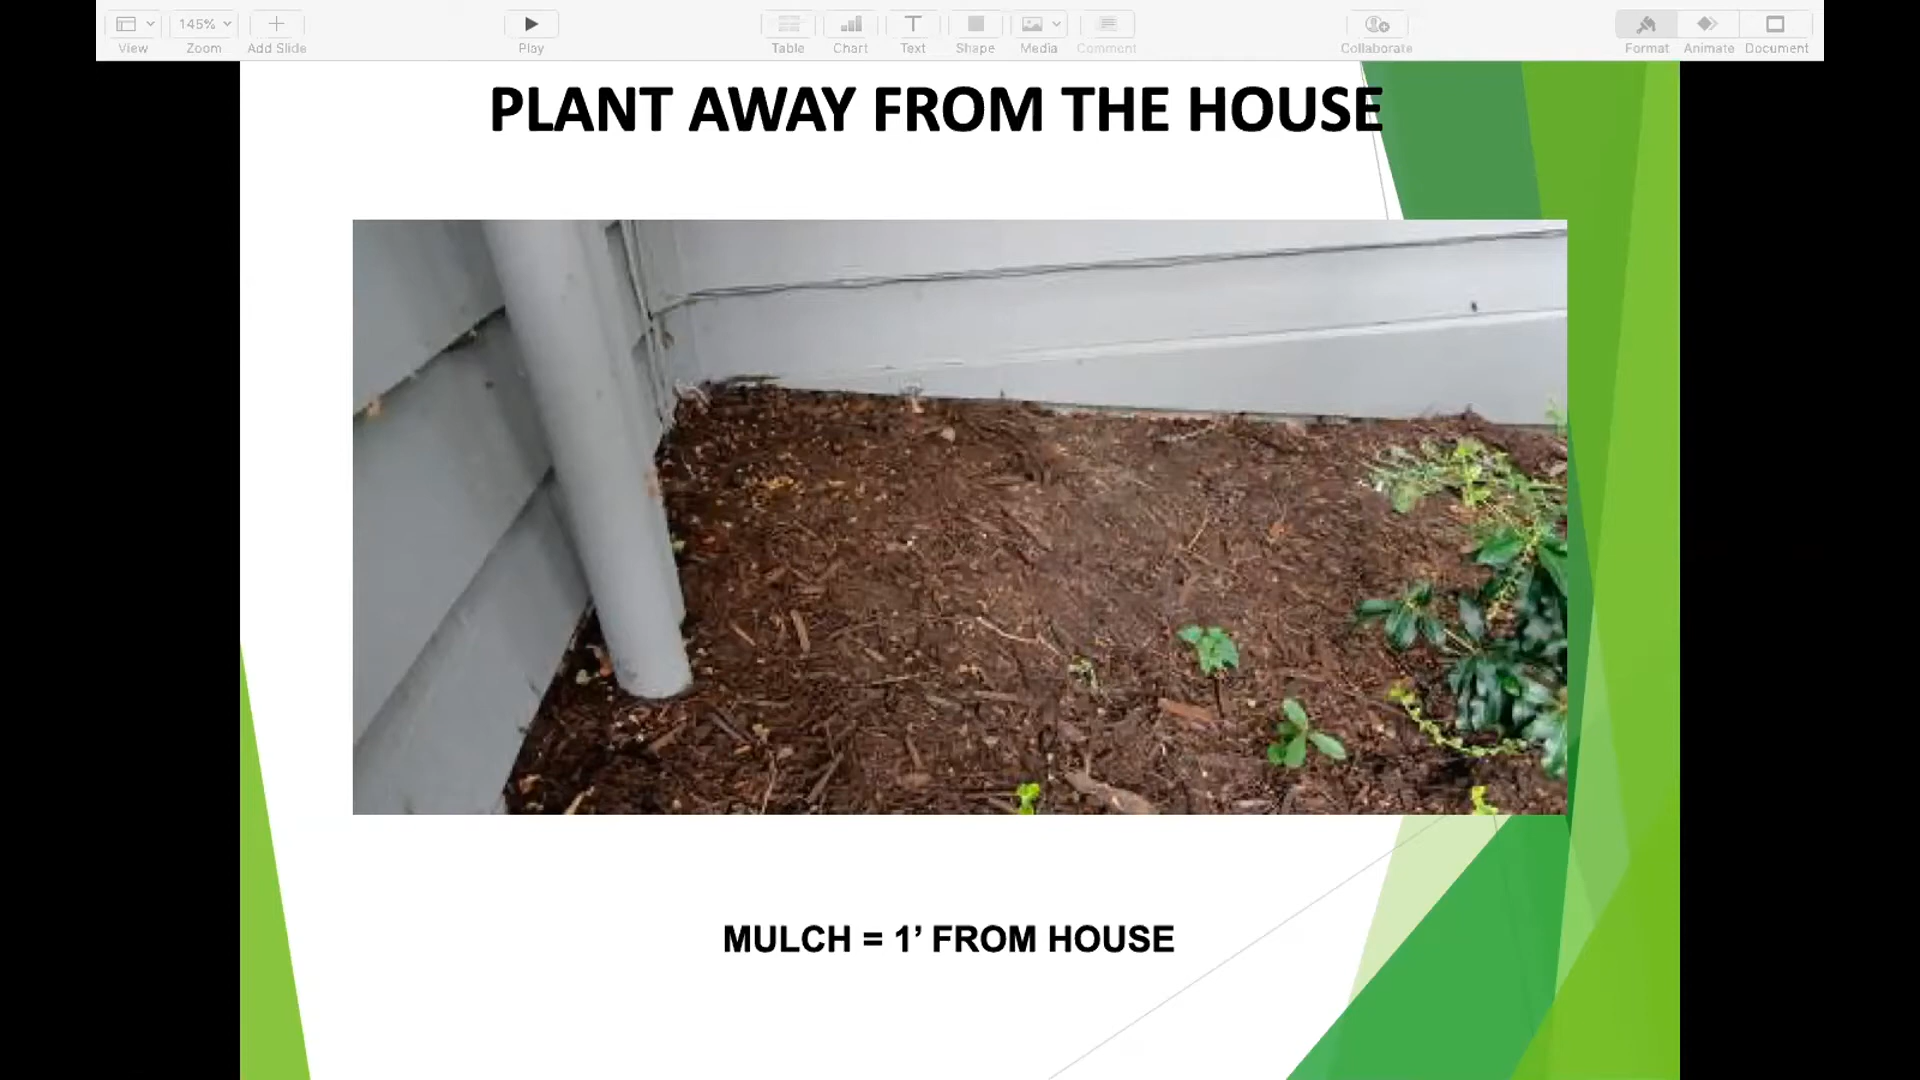 145%
View
Zoom
Add Slide
Play
Table
Chart
Text
Shape
Media
Comment
Collaborate
Format
Animate
Document
PLANT AWAY FROM THE HOUSE
MULCH = 1’ FROM HOUSE